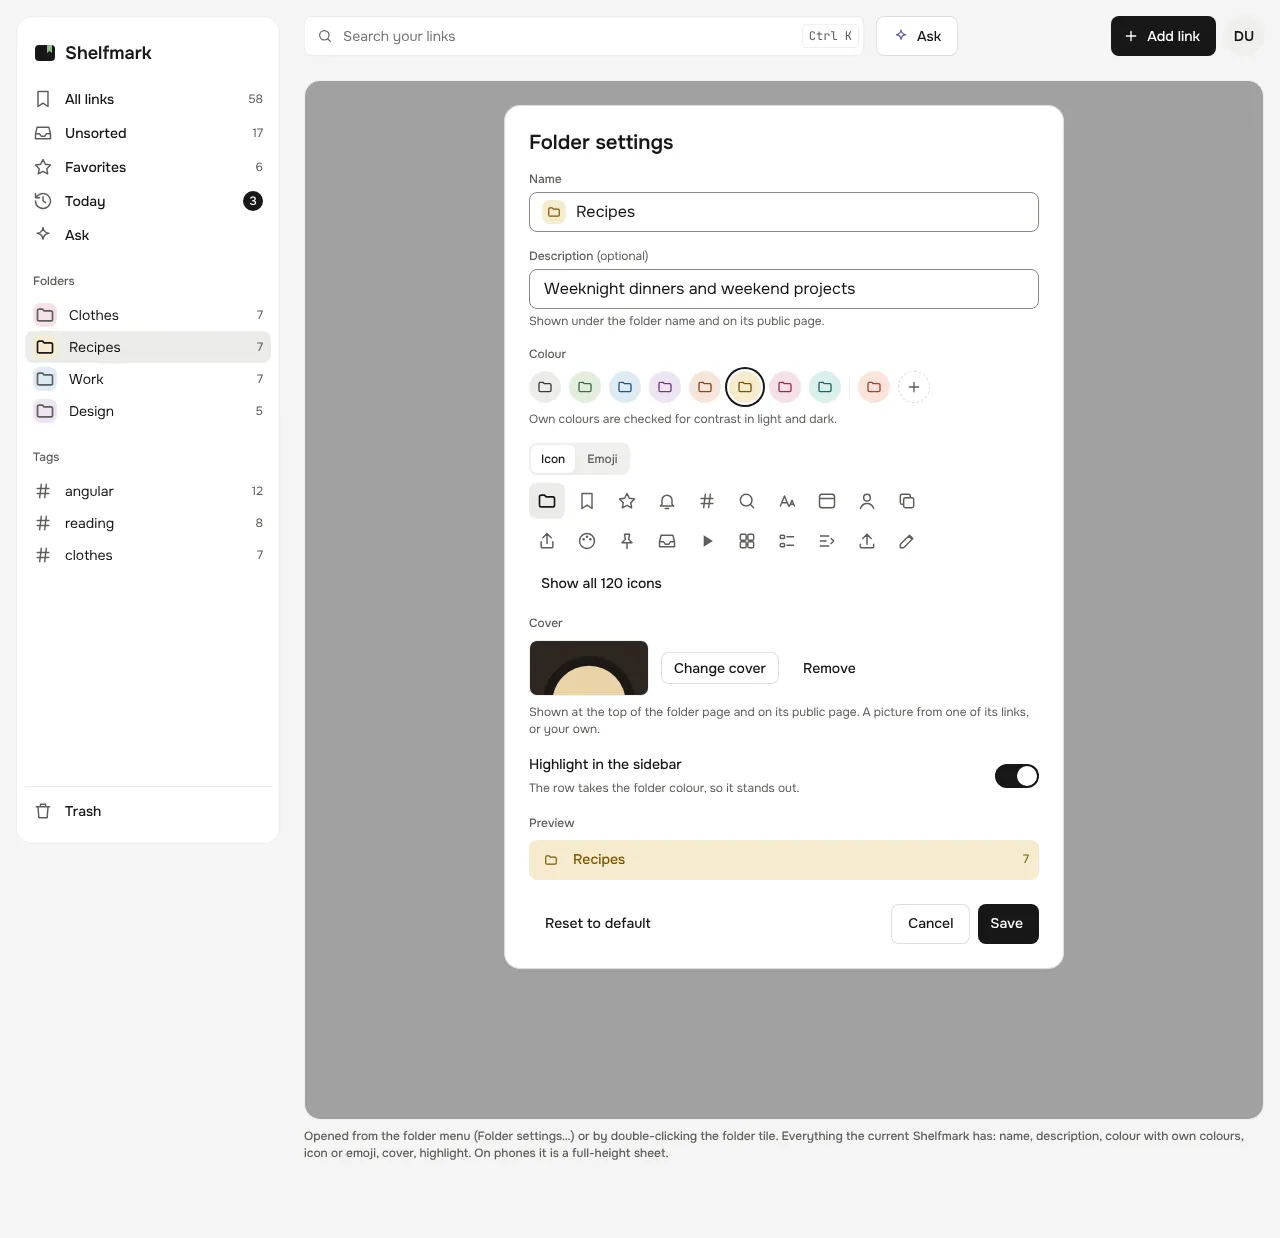 Shelfmark
Search your links
Ctrl K
Ask
Add link
DU
All links 58
Unsorted 17
Favorites 6
Today 3
Ask
Folders
Clothes 7
Recipes 7
Work 7
Design 5
Tags
angular 12
reading 8
clothes 7
Trash
Folder settings
Name
Recipes
Description (optional)
Weeknight dinners and weekend projects
Shown under the folder name and on its public page.
Colour
Own colours are checked for contrast in light and dark.
Icon Emoji
Show all 120 icons
Cover
Change cover Remove
Shown at the top of the folder page and on its public page. A picture from one of its links,
or your own.
Highlight in the sidebar
The row takes the folder colour, so it stands out.
Preview
Recipes 7
Reset to default Cancel Save
Opened from the folder menu (Folder settings…) or by double-clicking the folder tile. Everything the current Shelfmark has: name, description, colour with own colours,
icon or emoji, cover, highlight. On phones it is a full-height sheet.